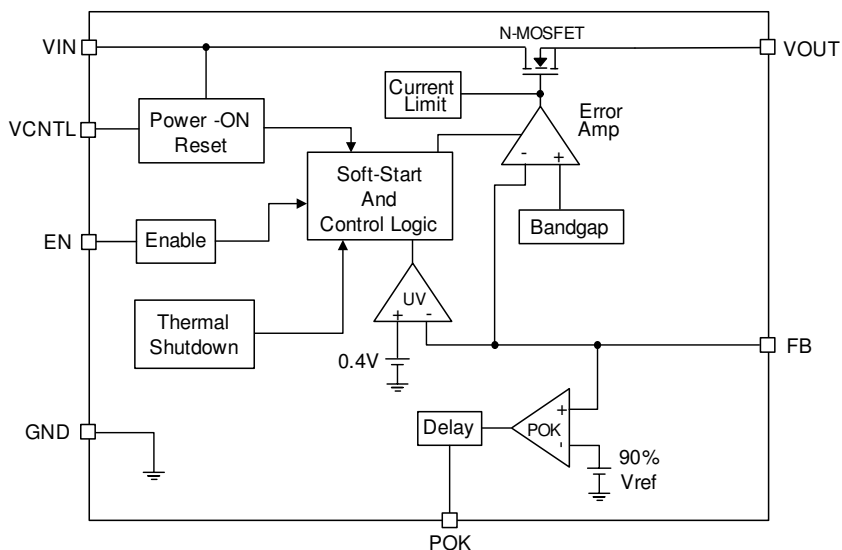 N-MOSFET
VIN
VOUT
Current
Limit
Error
Amp
VCNTL
Power -ON
Reset
-
+
Soft-Start
And
Control Logic
Bandgap
EN
Enable
UV
+
-
Thermal
Shutdown
0.4V
FB
GND
Delay
POK
+
-
90%
Vref
POK